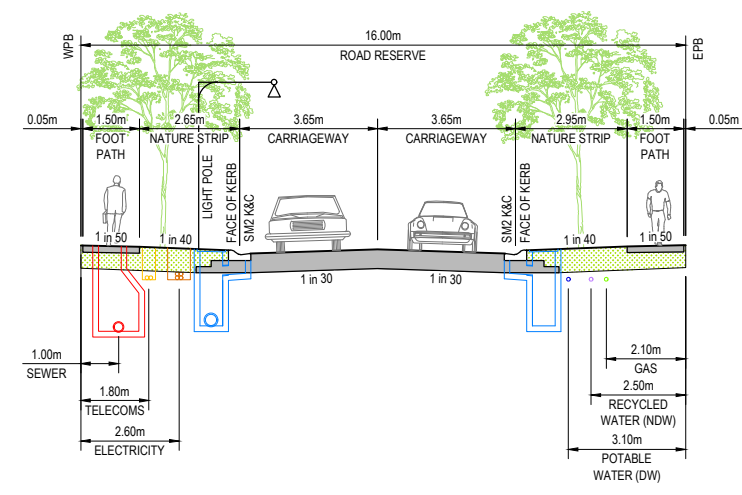 16.00m
ROAD RESERVE
WPB
EPB
0.05m
1.50m
2.65m
3.65m
3.65m
2.95m
1.50m
0.05m
FOOT
PATH
NATURE STRIP
CARRIAGEWAY
CARRIAGEWAY
NATURE STRIP
FOOT
PATH
LIGHT POLE
FACE OF KERB
SM2 K&C
SM2 K&C
FACE OF KERB
1 in 50
1 in 40
1 in 40
1 in 50
1 in 30
1 in 30
1.00m
SEWER
1.80m
TELECOMS
2.60m
ELECTRICITY
2.10m
GAS
2.50m
RECYCLED
WATER (NDW)
3.10m
POTABLE
WATER (DW)